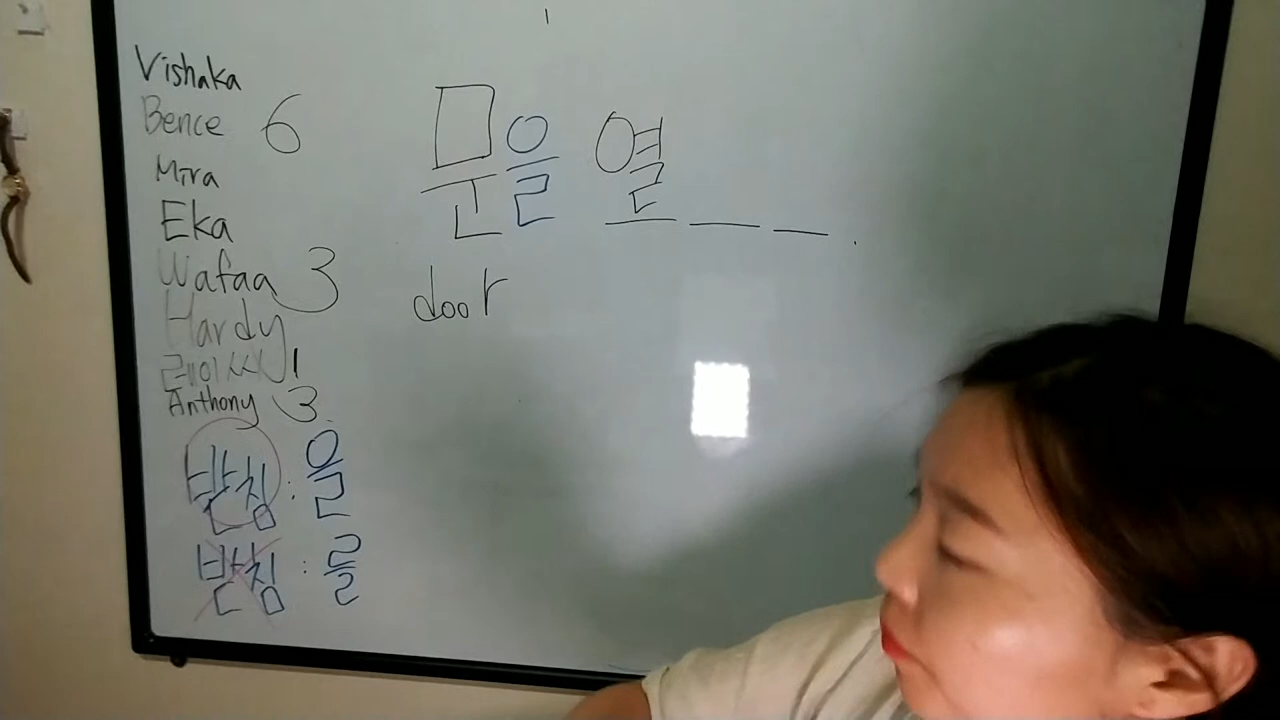 Vishaka
Bence 6
Mira
Eka
Wafaa 3
Hardy
레이씨 1
Anthony 3
받침 : 을
받침 : 를
문을 열 _ _ .
door